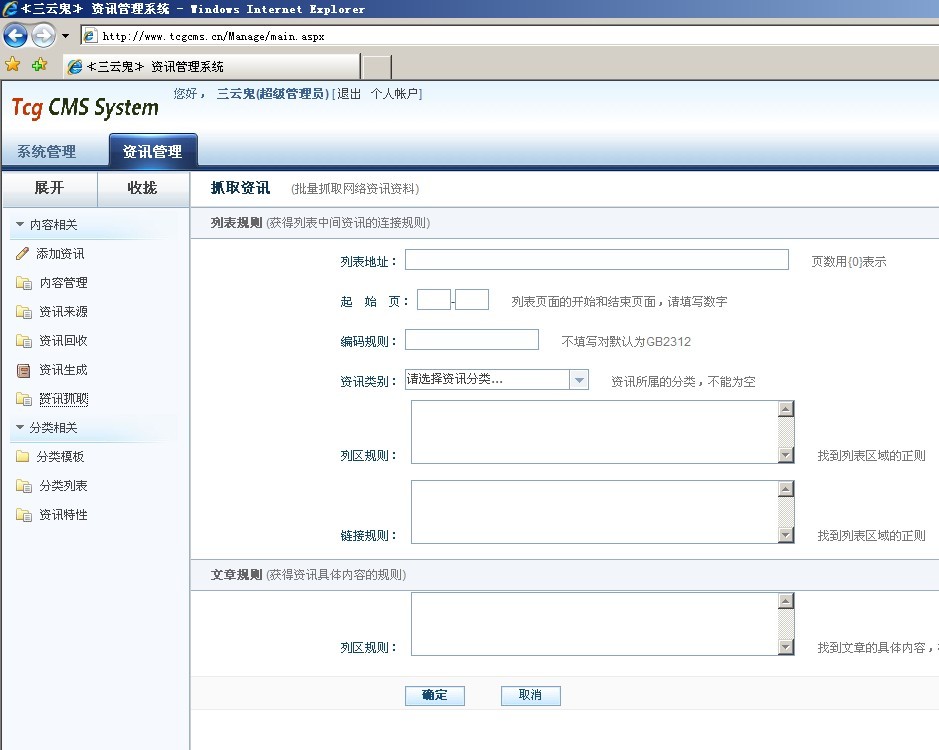 <三云鬼> 资讯管理系统 - Windows Internet Explorer
http://www.tcgcms.cn/Manage/main.aspx
<三云鬼> 资讯管理系统
Tcg CMS System
您好， 三云鬼(超级管理员)[退出 个人帐户]
系统管理 资讯管理
展开 收拢 抓取资讯 (批量抓取网络资讯资料)
内容相关
列表规则 (获得列表中间资讯的连接规则)
添加资讯
列表地址： 页数用{0}表示
内容管理
资讯来源
起 始 页： - 列表页面的开始和结束页面，请填写数字
资讯回收
编码规则： 不填写对默认为GB2312
资讯生成
资讯类别： 请选择资讯分类... 资讯所属的分类，不能为空
资讯抓取
分类相关
分类模板
列区规则： 找到列表区域的正则
分类列表
资讯特性
链接规则： 找到列表区域的正则
文章规则 (获得资讯具体内容的规则)
列区规则： 找到文章的具体内容，
确定 取消